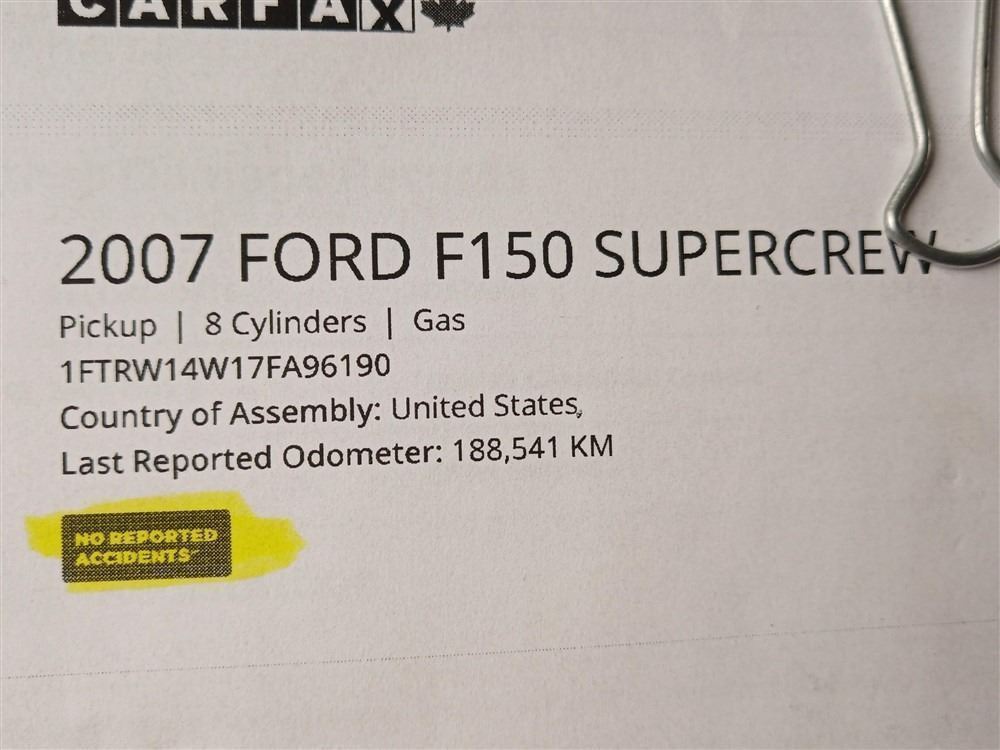 CARFAX
2007 FORD F150 SUPERCREW
Pickup | 8 Cylinders | Gas
1FTRW14W17FA96190
Country of Assembly: United States,
Last Reported Odometer: 188,541 KM
NO REPORTED
ACCIDENTS